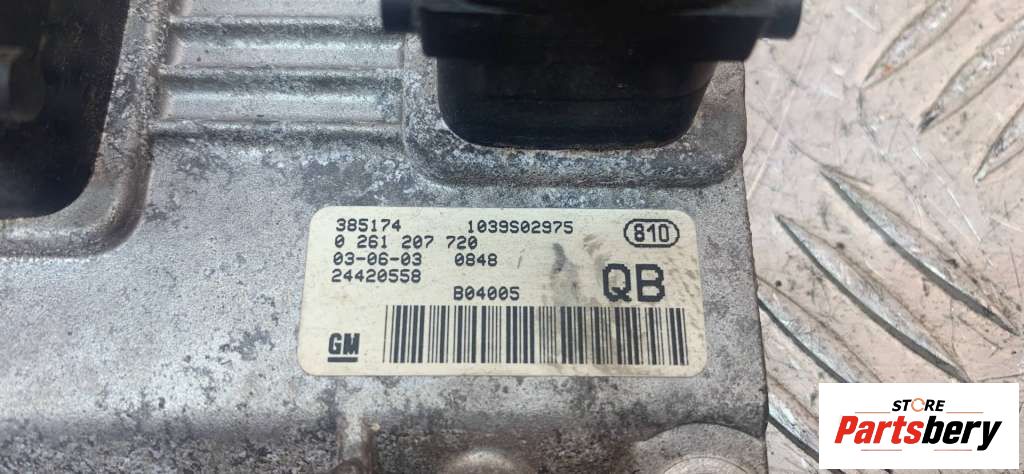 385174 1039S02975 810
0 261 207 720
03-06-03 0848
24420558 QB
B04005
GM
STORE
Partsbery